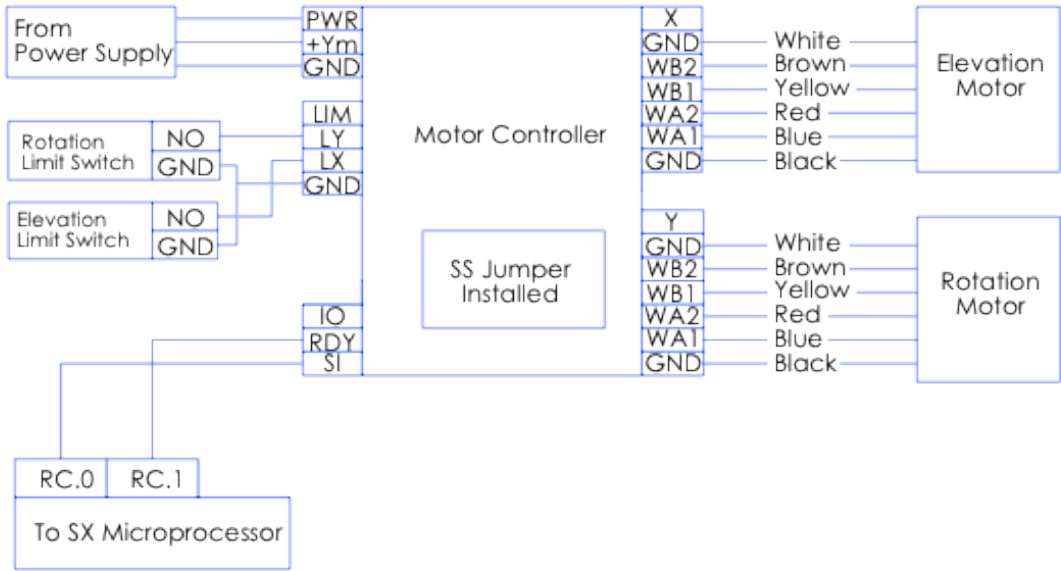 From
Power Supply
PWR
+Ym
GND
LIM
LY
LX
GND
Rotation
Limit Switch
NO
GND
Elevation
Limit Switch
NO
GND
Motor Controller
SS Jumper
Installed
IO
RDY
SI
X
GND
WB2
WB1
WA2
WA1
GND
White
Brown
Yellow
Red
Blue
Black
Elevation
Motor
Y
GND
WB2
WB1
WA2
WA1
GND
White
Brown
Yellow
Red
Blue
Black
Rotation
Motor
RC.0
RC.1
To SX Microprocessor